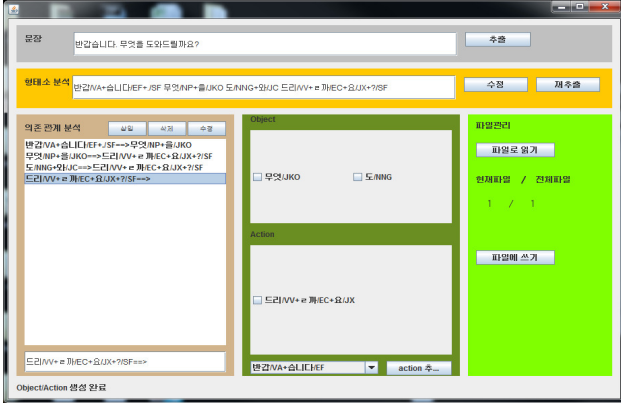 문장
반갑습니다. 무엇을 도와드릴까요?
추출
형태소 분석
반갑/VA+습니다/EF+./SF 무엇/NP+을/JKO 도/NNG+와/JC 드리/VV+ㄹ까/EC+요/JX+?/SF
수정
재추출
의존 관계 분석
삽입
삭제
수정
반갑/VA+습니다/EF+./SF==>무엇/NP+을/JKO
무엇/NP+을/JKO==>드리/VV+ㄹ까/EC+요/JX+?/SF
도/NNG+와/JC==>드리/VV+ㄹ까/EC+요/JX+?/SF
드리/VV+ㄹ까/EC+요/JX+?/SF==>
드리/VV+ㄹ까/EC+요/JX+?/SF==>
Object
무엇/JKO
도/NNG
Action
드리/VV+ㄹ까/EC+요/JX
반갑/VA+습니다/EF
action 추...
파일관리
파일로 읽기
현재파일 / 전체파일
1 / 1
파일에 쓰기
Object/Action 생성 완료